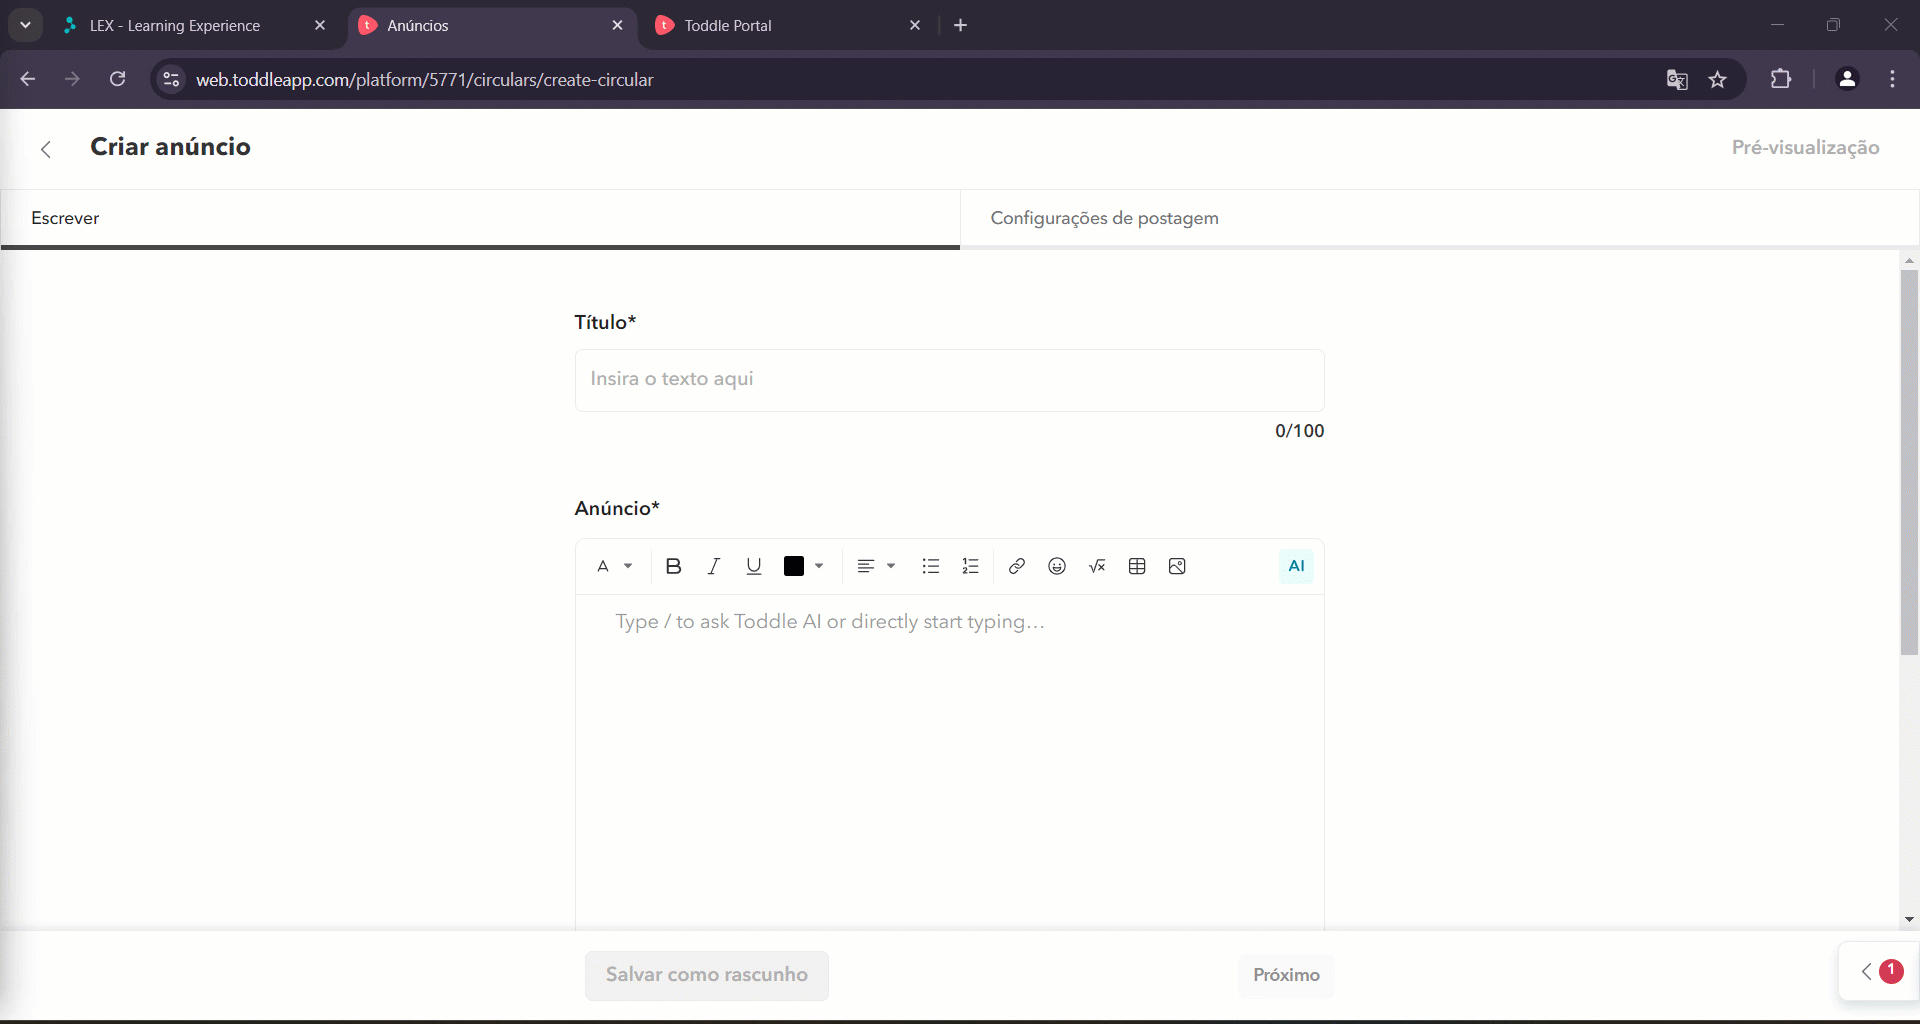 LEX - Learning Experience
Anúncios
Toddle Portal
web.toddleapp.com/platform/5771/circulars/create-circular
Criar anúncio
Pré-visualização
Escrever
Configurações de postagem
Título*
Insira o texto aqui
0/100
Anúncio*
A
B I U
AI
Type / to ask Toddle AI or directly start typing...
Salvar como rascunho
Próximo
1